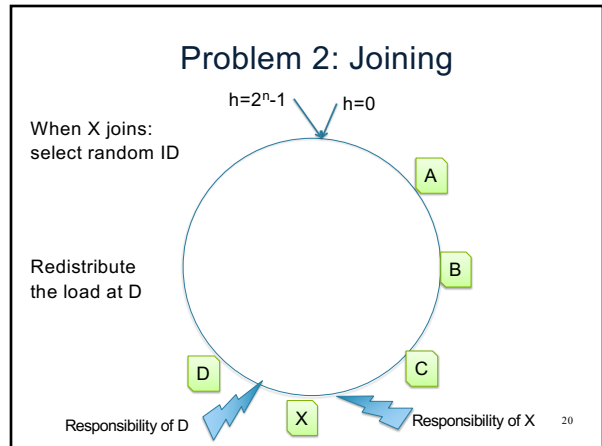 Problem 2: Joining
h=2ⁿ-1
h=0
When X joins:
select random ID
A
Redistribute
the load at D
B
C
D
X
Responsibility of D
Responsibility of X
20